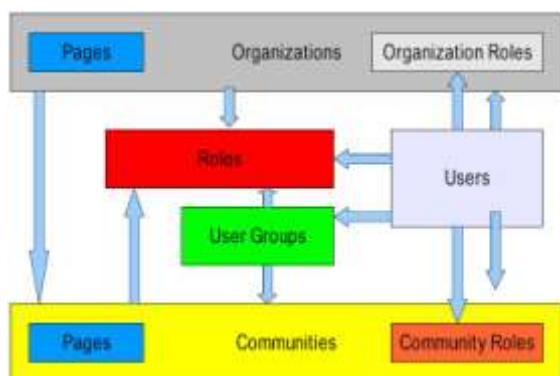 Pages
Organizations
Organization Roles
Roles
Users
User Groups
Pages
Communities
Community Roles